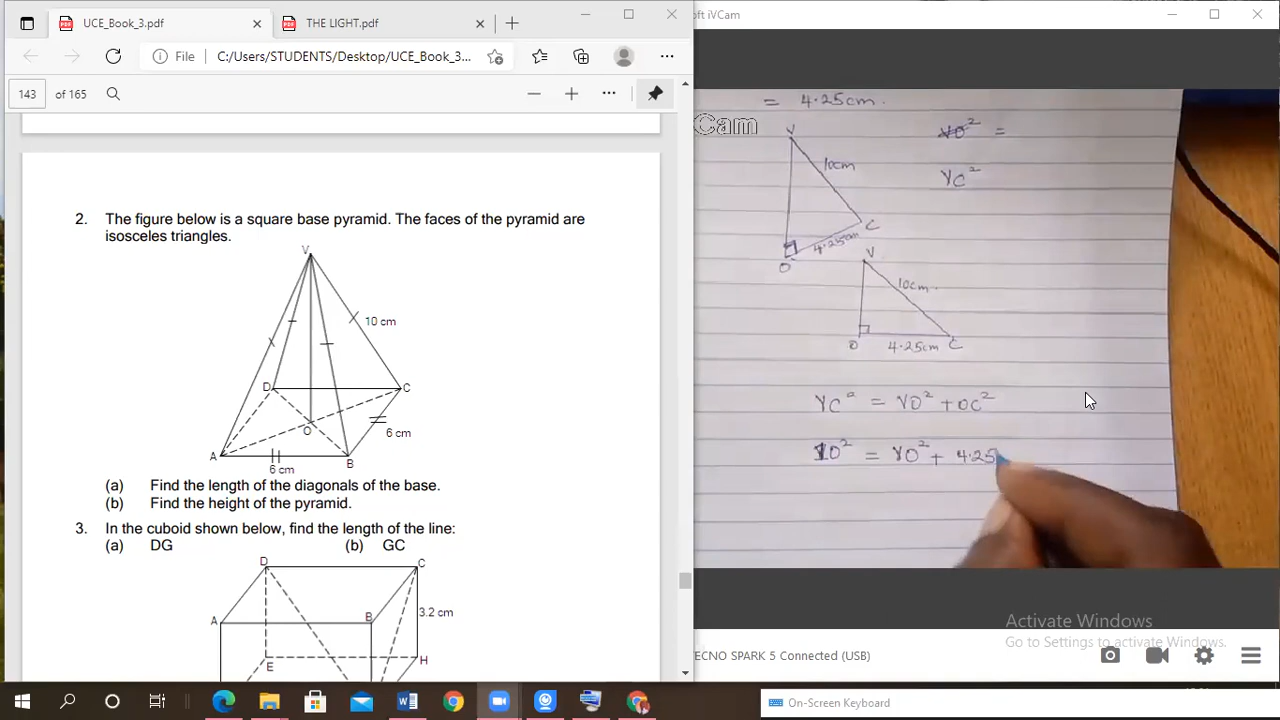 UCE_Book_3.pdf
THE LIGHT.pdf
oft iVCam
File C:/Users/STUDENTS/Desktop/UCE_Book_3...
143 of 165
2. The figure below is a square base pyramid. The faces of the pyramid are
isosceles triangles.
V
10 cm
D
C
O
6 cm
A
B
6 cm
(a) Find the length of the diagonals of the base.
(b) Find the height of the pyramid.
3. In the cuboid shown below, find the length of the line:
(a) DG (b) GC
D
C
A
B
3.2 cm
E
H
= 4.25cm.
Cam
V
VO² =
10cm
VC²
C
4.25cm
O
V
10cm.
O
4.25cm
C
VC² = VO² + OC²
10² = VO² + 4.25
Activate Windows
Go to Settings to activate Windows.
ECNO SPARK 5 Connected (USB)
On-Screen Keyboard